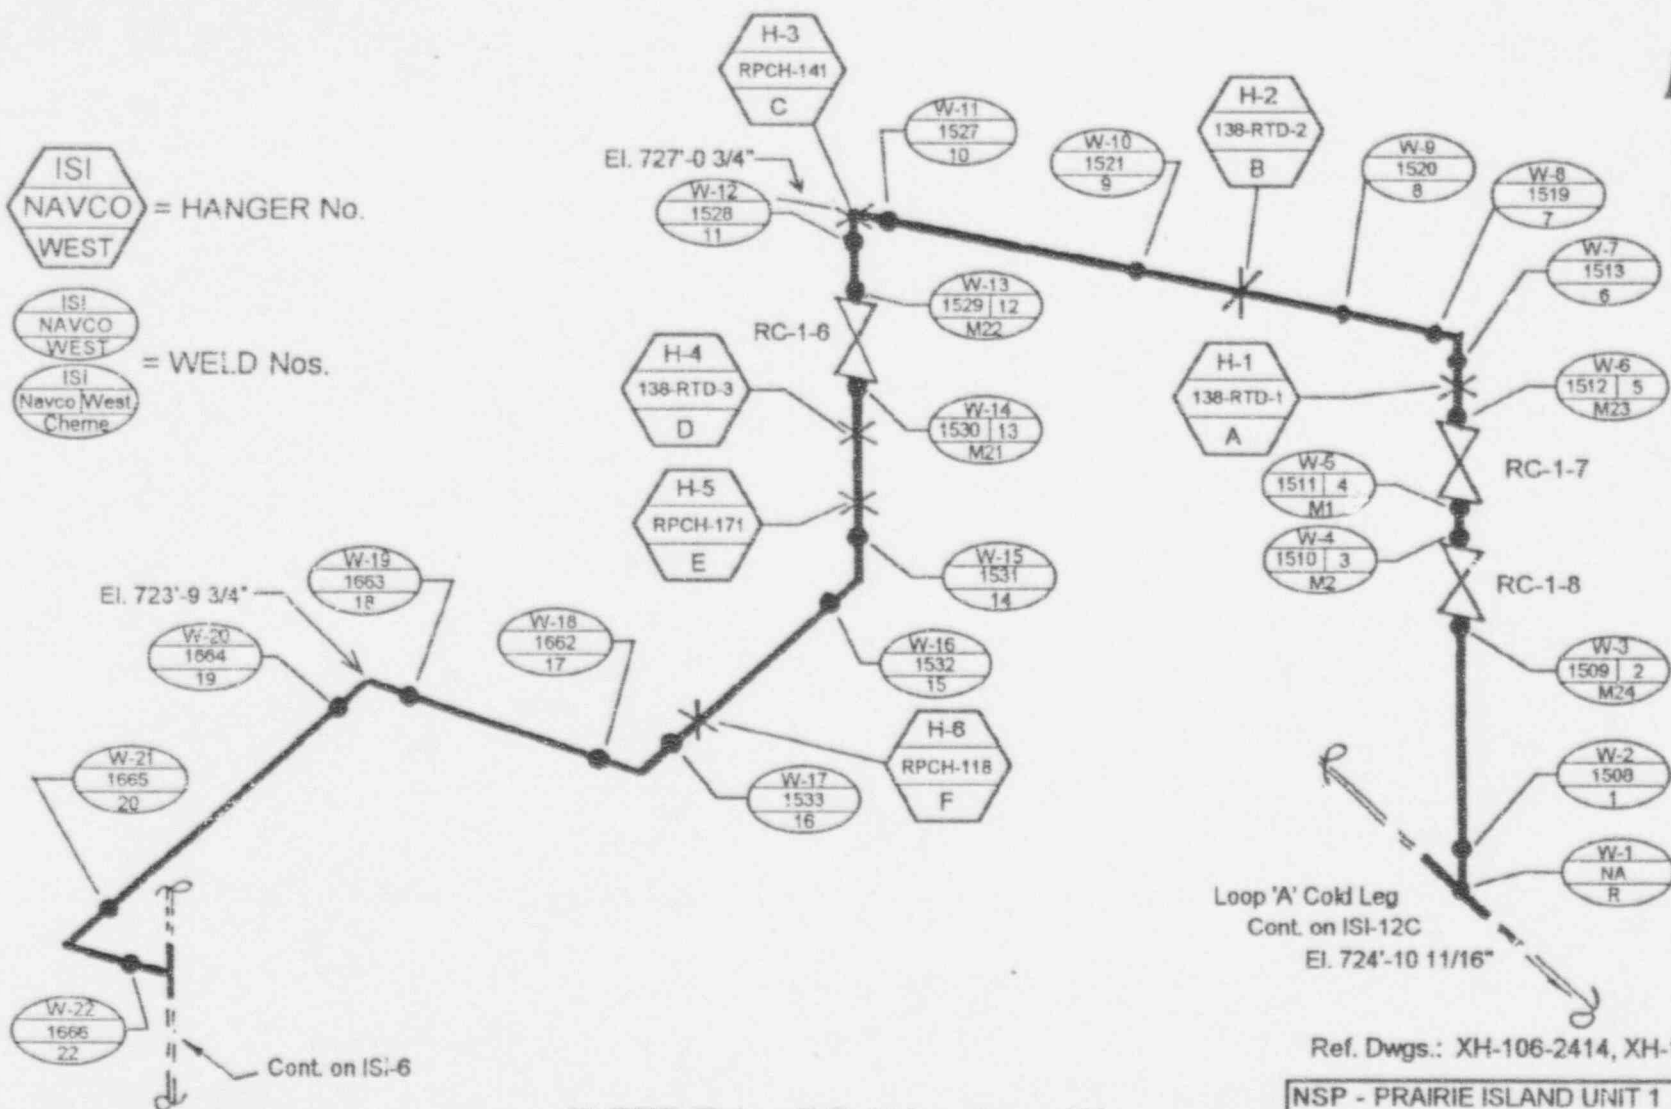 ISI
NAVCO
WEST
= HANGER No.
ISI
NAVCO
WEST
ISI
Navco West
Cherne
= WELD Nos.
H-3
RPCH-141
C
El. 727'-0 3/4"
W-12
1528
11
W-11
1527
10
W-10
1521
9
H-2
138-RTD-2
B
W-9
1520
8
W-8
1519
7
W-7
1513
6
W-13
1529 12
M22
RC-1-6
H-4
138-RTD-3
D
W-14
1530 13
M21
H-1
138-RTD-1
A
W-6
1512 5
M23
RC-1-7
W-5
1511 4
M1
H-5
RPCH-171
E
W-4
1510 3
M2
RC-1-8
W-15
1531
14
El. 723'-9 3/4"
W-19
1663
18
W-20
1664
19
W-18
1662
17
W-16
1532
15
W-3
1509 2
M24
W-21
1665
20
W-17
1533
16
H-6
RPCH-118
F
W-2
1508
1
W-1
NA
R
Loop 'A' Cold Leg
Cont. on ISI-12C
El. 724'-10 11/16"
W-22
1666
22
Cont. on ISI-6
Ref. Dwgs.: XH-106-2414, XH-
NSP - PRAIRIE ISLAND UNIT 1